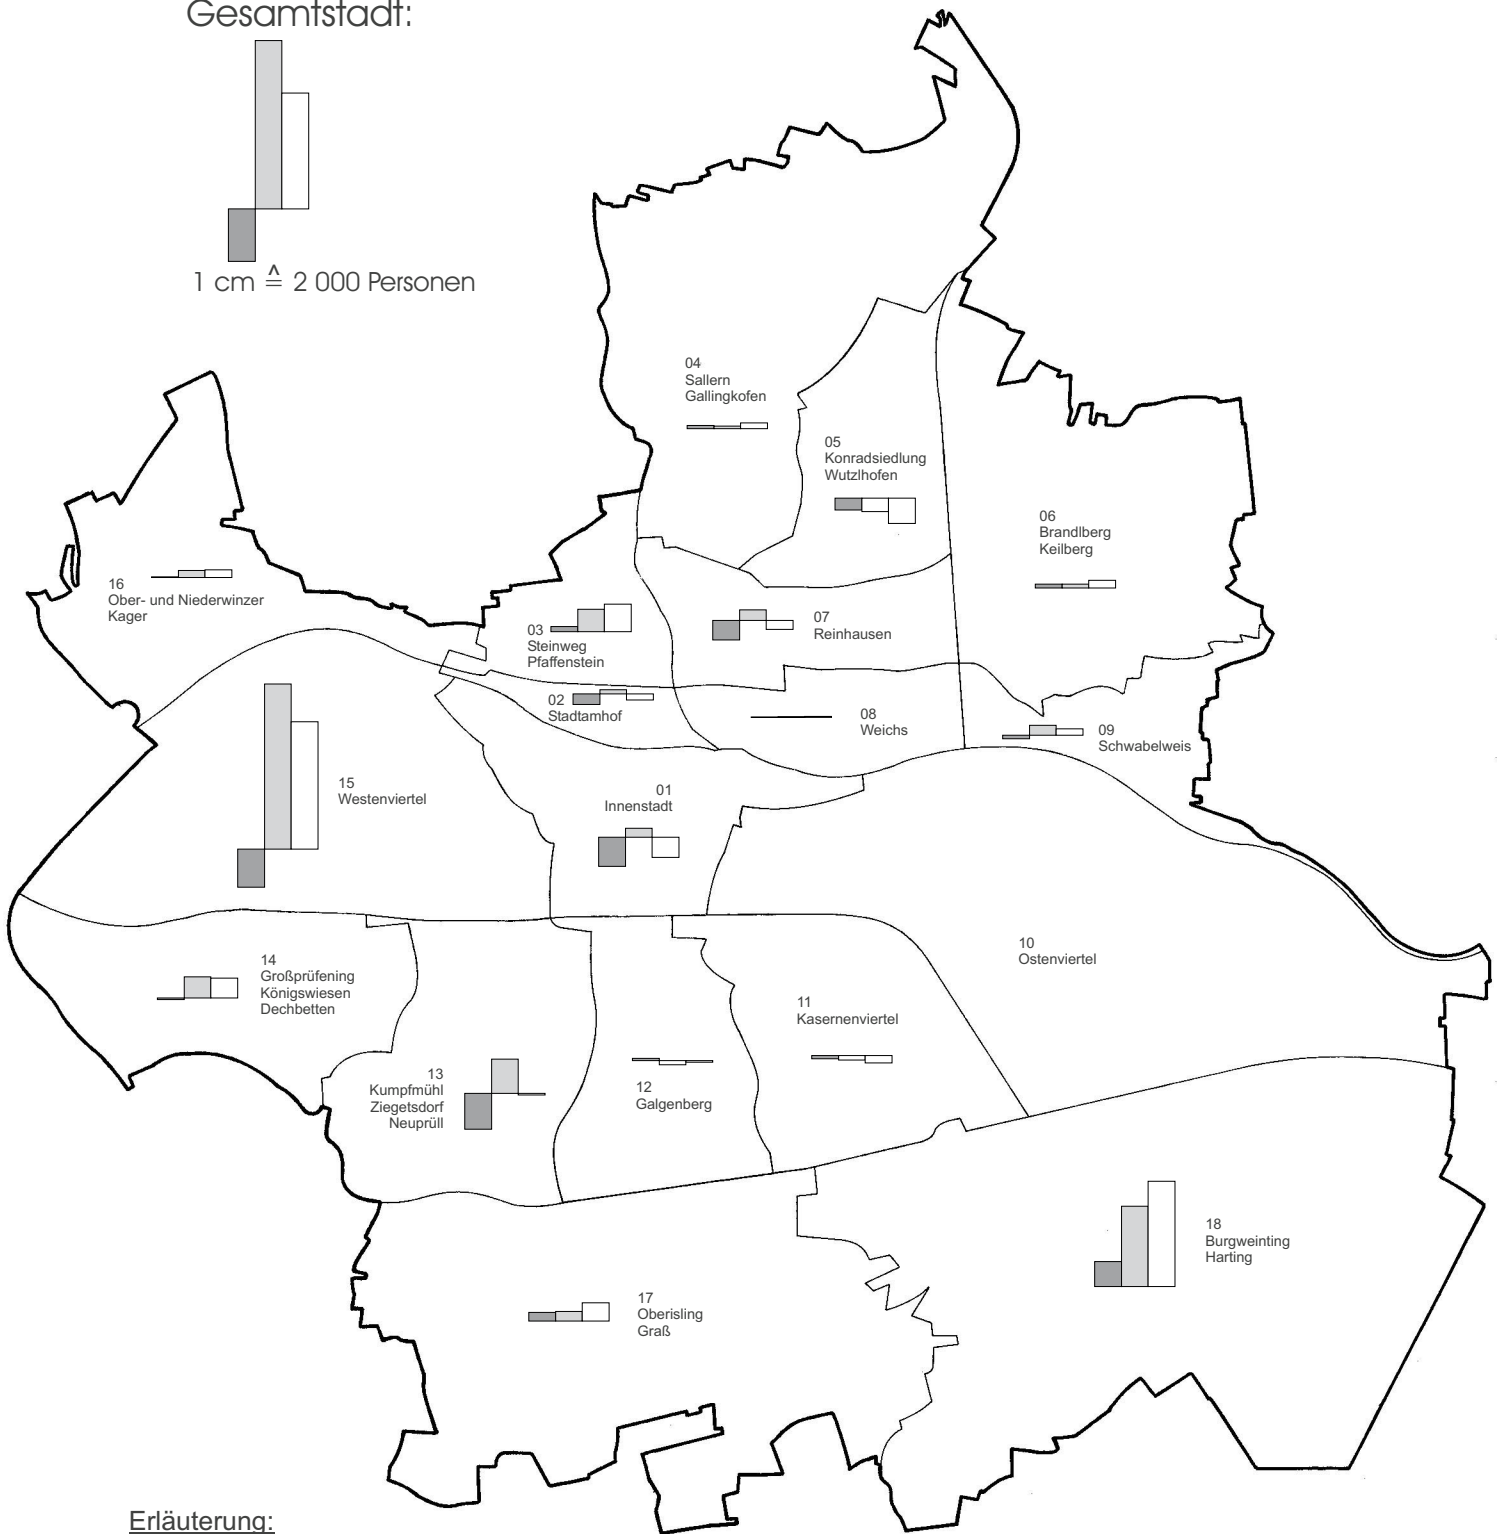 Gesamtstadt:
1 cm ≙ 2 000 Personen
04
Sallern
Gallingkofen
05
Konradsiedlung
Wutzlhofen
06
Brandlberg
Keilberg
16
Ober- und Niederwinzer
Kager
03
Steinweg
Pfaffenstein
07
Reinhausen
02
Stadtamhof
08
Weichs
09
Schwabelweis
15
Westenviertel
01
Innenstadt
10
Ostenviertel
14
Großprüfening
Königswiesen
Dechbetten
11
Kasernenviertel
13
Kumpfmühl
Ziegetsdorf
Neuprüll
12
Galgenberg
18
Burgweinting
Harting
17
Oberisling
Graß
Erläuterung: